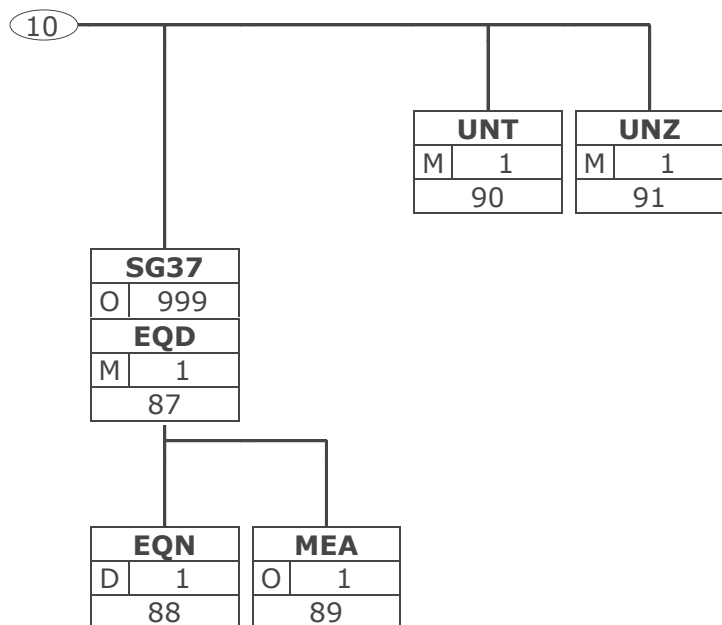 10
UNT UNZ
M 1 M 1
90 91
SG37
O 999
EQD
M 1
87
EQN MEA
D 1 O 1
88 89